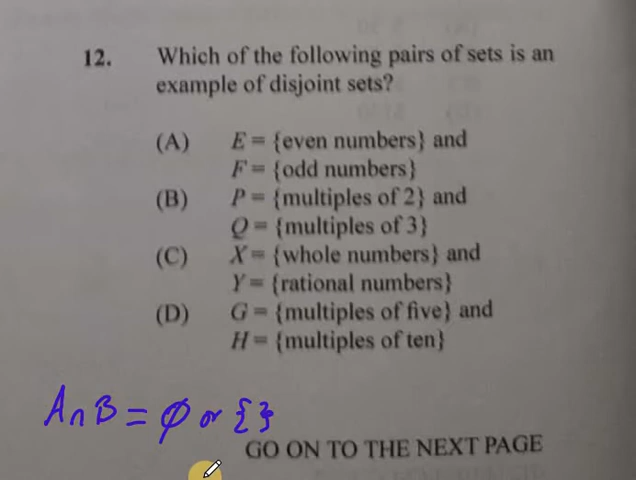 12. Which of the following pairs of sets is an
example of disjoint sets?
(A) E = {even numbers} and
F = {odd numbers}
(B) P = {multiples of 2} and
Q = {multiples of 3}
(C) X = {whole numbers} and
Y = {rational numbers}
(D) G = {multiples of five} and
H = {multiples of ten}
A∩B = ϕ or { }
GO ON TO THE NEXT PAGE